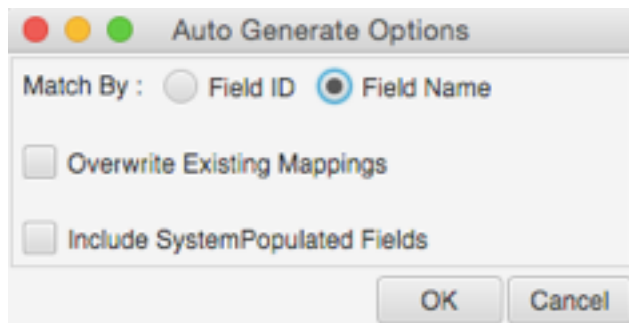 Auto Generate Options
Match By : Field ID Field Name
Overwrite Existing Mappings
Include SystemPopulated Fields
OK Cancel